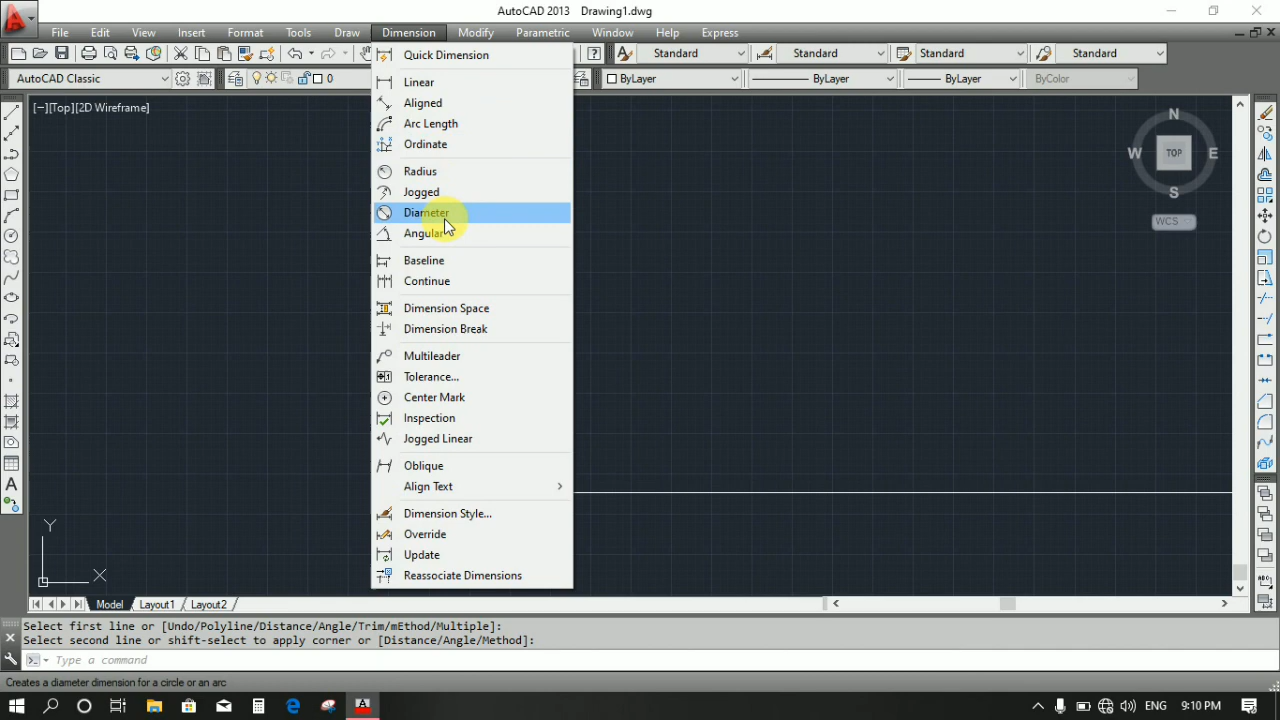 AutoCAD 2013 Drawing1.dwg
File Edit View Insert Format Tools Draw Dimension Modify Parametric Window Help Express
Standard Standard Standard Standard
AutoCAD Classic 0 ByLayer ByLayer ByLayer ByColor
[−][Top][2D Wireframe]
Quick Dimension
Linear
Aligned
Arc Length
Ordinate
Radius
Jogged
Diameter
Angular
Baseline
Continue
Dimension Space
Dimension Break
Multileader
Tolerance...
Center Mark
Inspection
Jogged Linear
Oblique
Align Text
Dimension Style...
Override
Update
Reassociate Dimensions
N
W TOP E
S
WCS
Y
X
Model Layout1 Layout2
Select first line or [Undo/Polyline/Distance/Angle/Trim/mEthod/Multiple]:
Select second line or shift-select to apply corner or [Distance/Angle/Method]:
Type a command
Creates a diameter dimension for a circle or an arc
ENG 9:10 PM